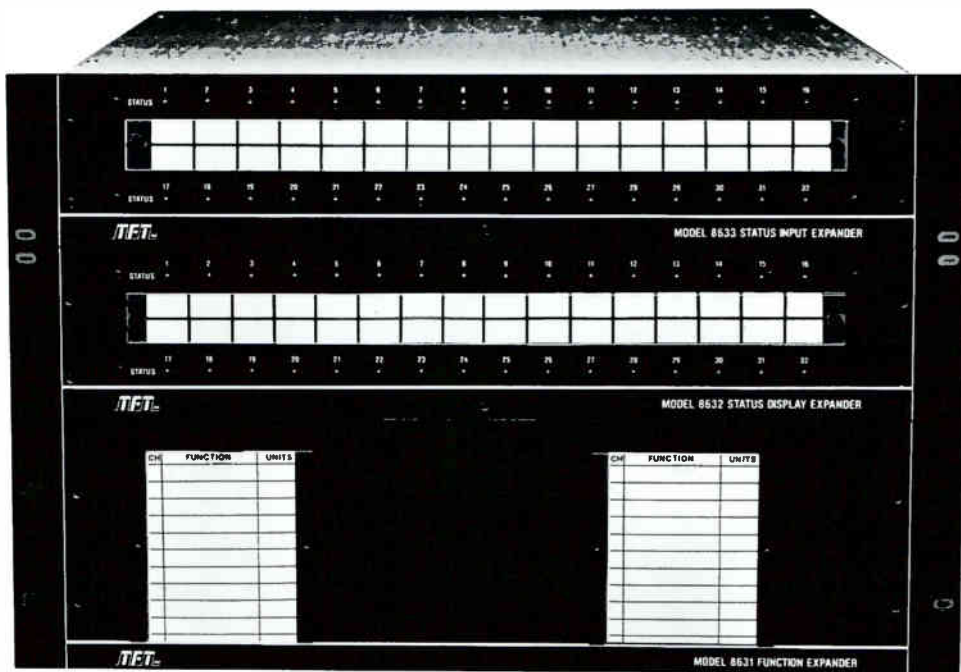 1 2 3 4 5 6 7 8 9 10 11 12 13 14 15 16
STATUS
17 18 19 20 21 22 23 24 25 26 27 28 29 30 31 32
STATUS
TFT MODEL 8633 STATUS INPUT EXPANDER
1 2 3 4 5 6 7 8 9 10 11 12 13 14 15 16
STATUS
17 18 19 20 21 22 23 24 25 26 27 28 29 30 31 32
STATUS
TFT MODEL 8632 STATUS DISPLAY EXPANDER
CH FUNCTION UNITS CH FUNCTION UNITS
TFT MODEL 8631 FUNCTION EXPANDER